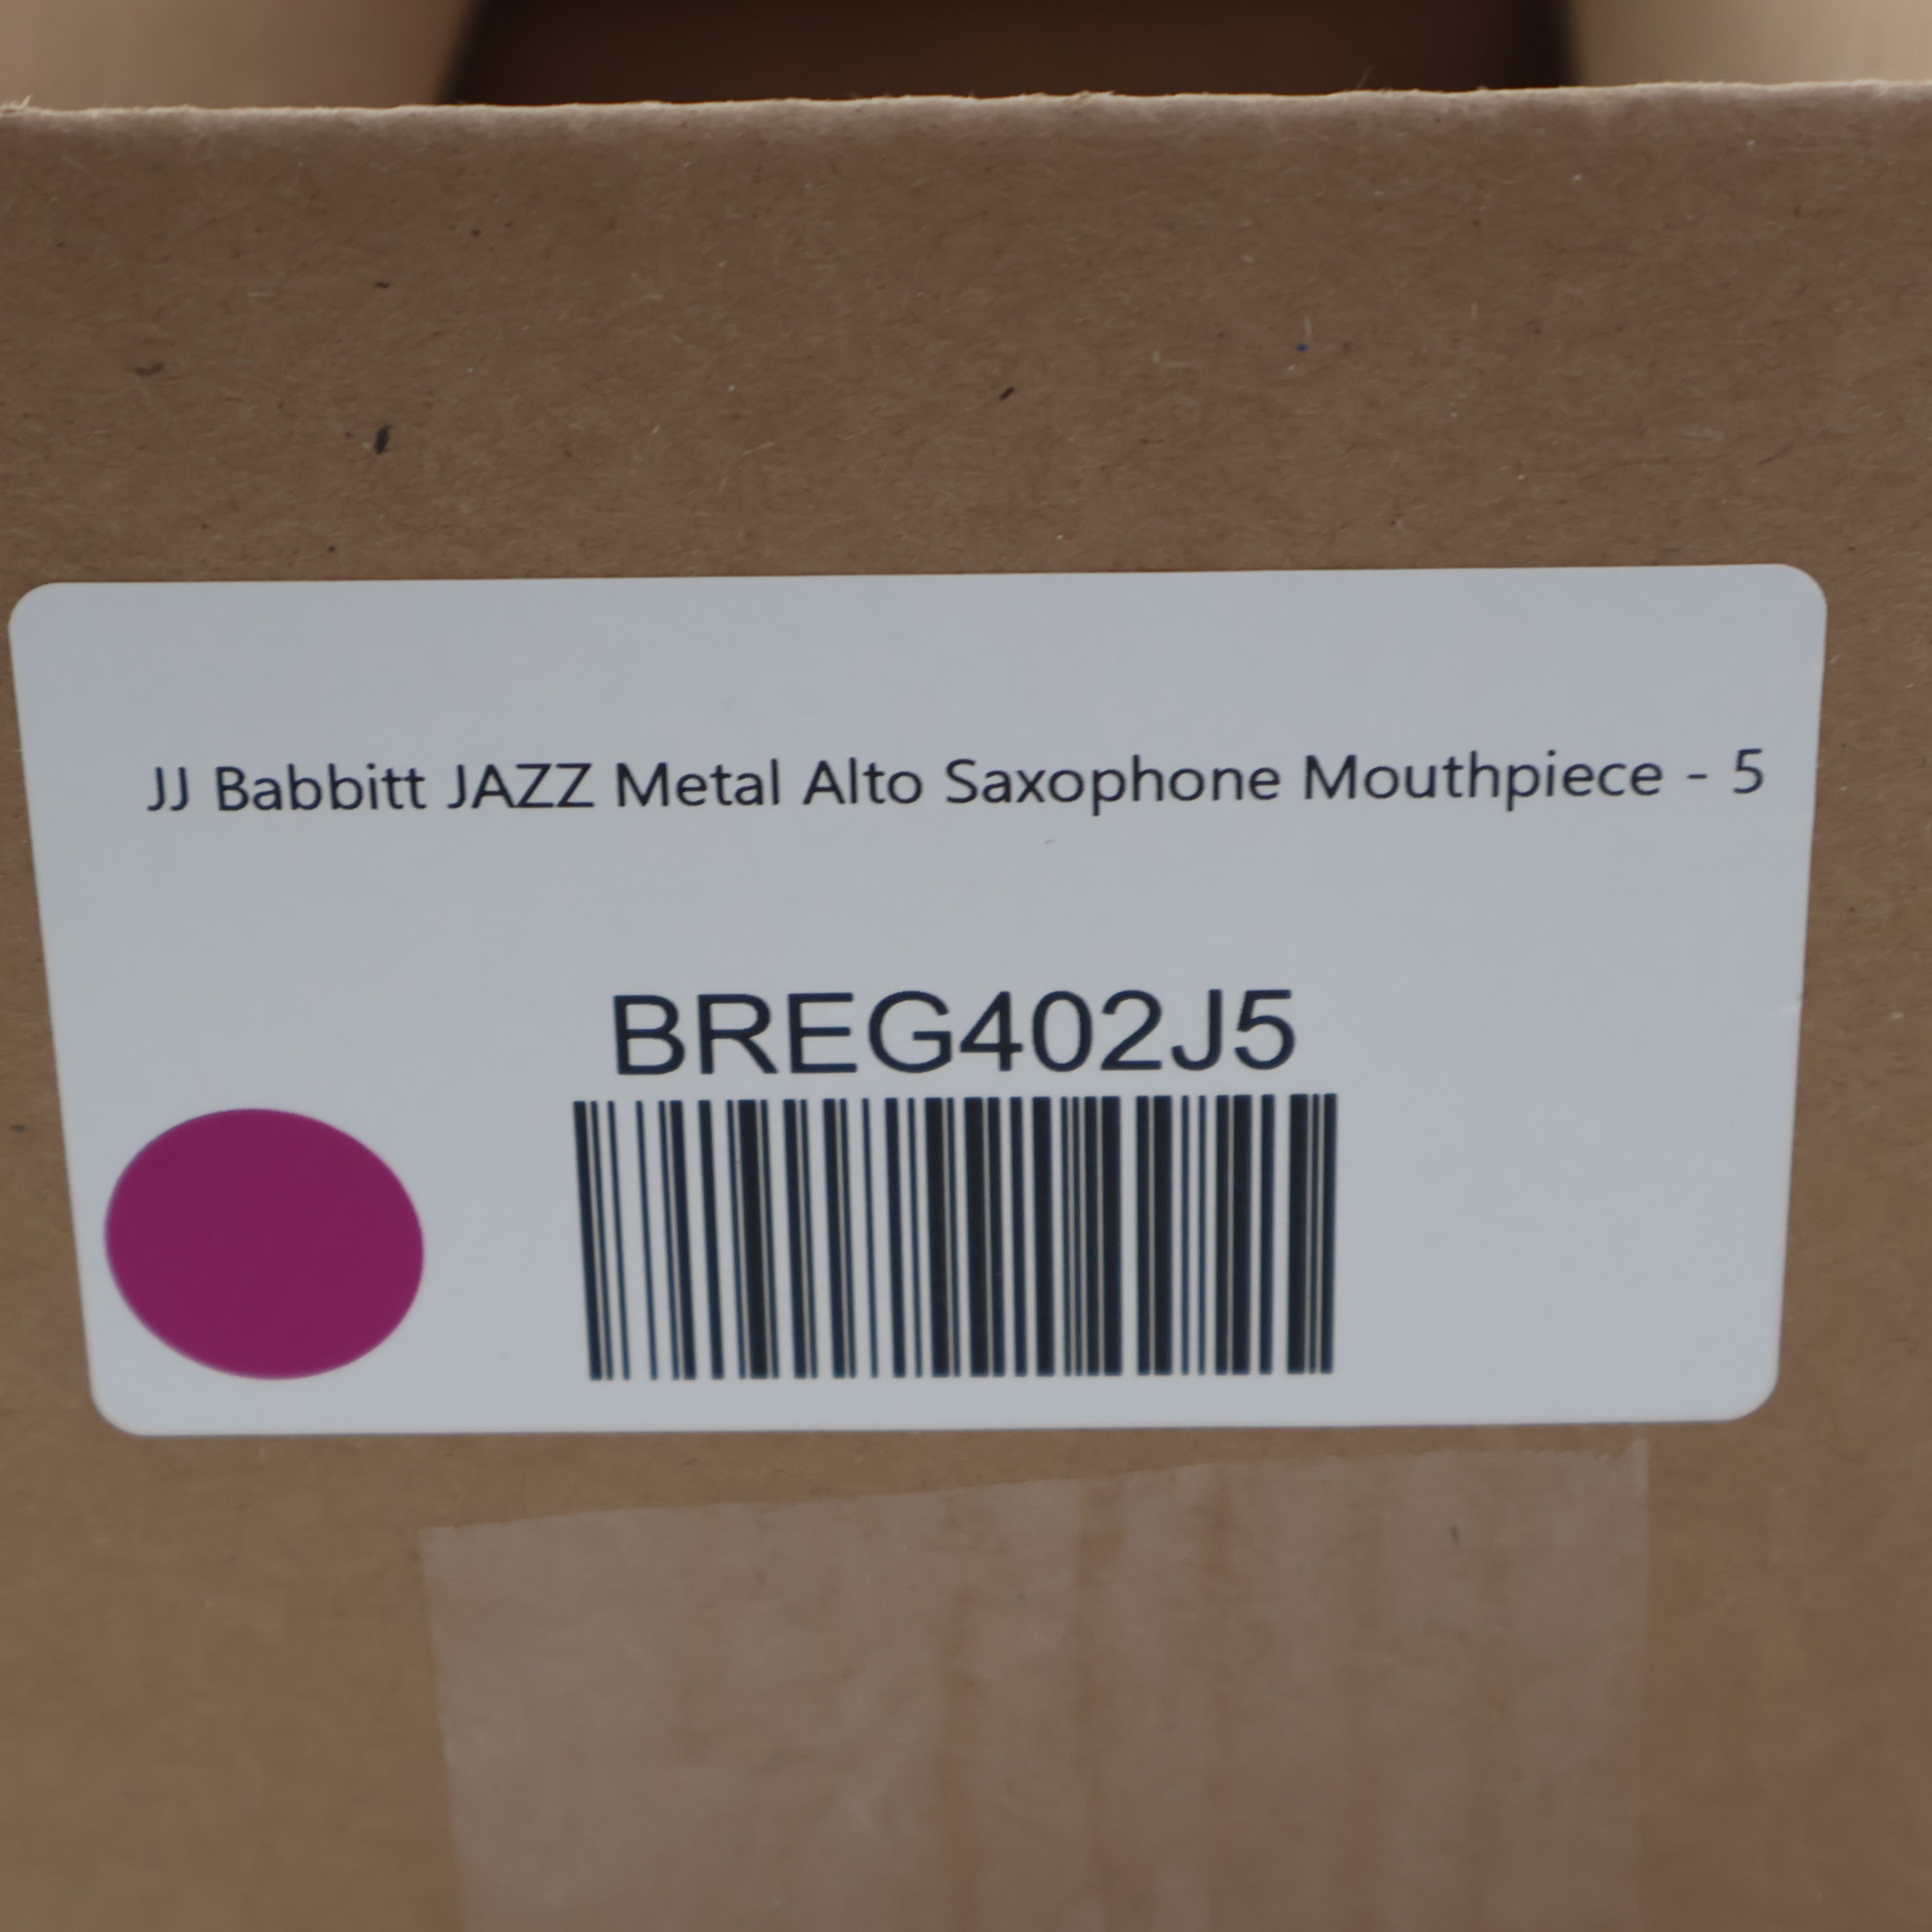 JJ Babbitt JAZZ Metal Alto Saxophone Mouthpiece - 5
BREG402J5